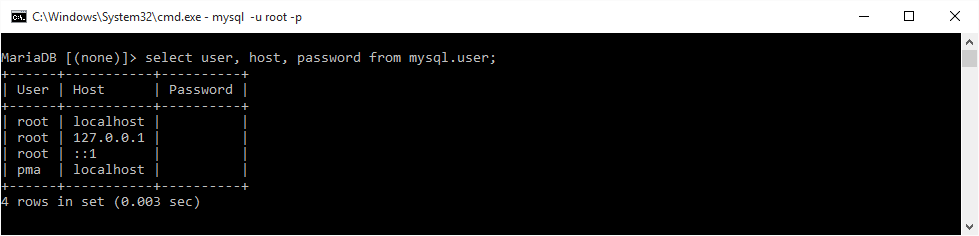 C:\Windows\System32\cmd.exe - mysql  -u root -p
MariaDB [(none)]> select user, host, password from mysql.user;
+------+-----------+----------+
| User | Host      | Password |
+------+-----------+----------+
| root | localhost |          |
| root | 127.0.0.1 |          |
| root | ::1       |          |
| pma  | localhost |          |
+------+-----------+----------+
4 rows in set (0.003 sec)